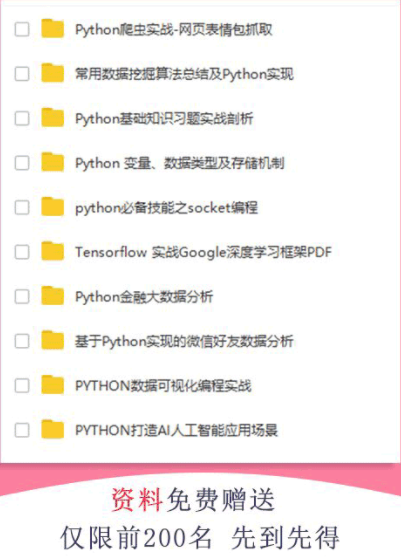 Python爬虫实战-网页表情包抓取
常用数据挖掘算法总结及Python实现
Python基础知识习题实战剖析
Python 变量、数据类型及存储机制
python必备技能之socket编程
Tensorflow 实战Google深度学习框架PDF
Python金融大数据分析
基于Python实现的微信好友数据分析
PYTHON数据可视化编程实战
PYTHON打造AI人工智能应用场景
资料免费赠送
仅限前200名 先到先得